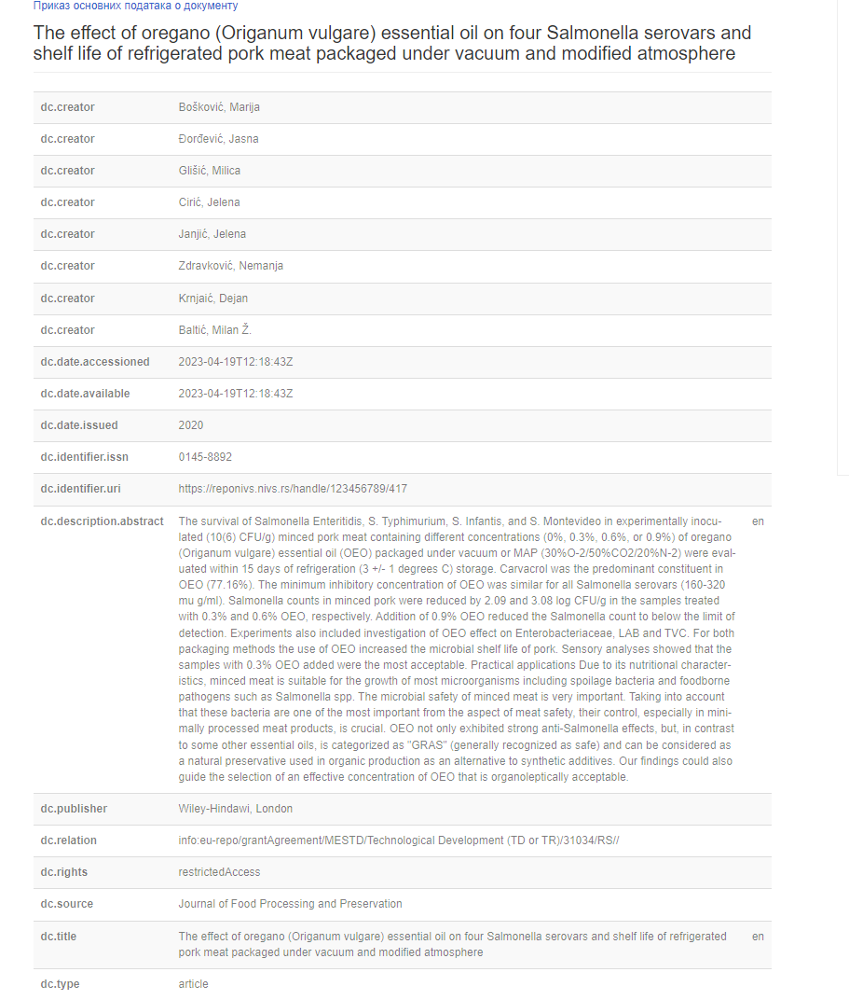 Приказ основних података о документу
The effect of oregano (Origanum vulgare) essential oil on four Salmonella serovars and
shelf life of refrigerated pork meat packaged under vacuum and modified atmosphere
dc.creator Bošković, Marija
dc.creator Đorđević, Jasna
dc.creator Glišić, Milica
dc.creator Cirić, Jelena
dc.creator Janjić, Jelena
dc.creator Zdravković, Nemanja
dc.creator Krnjaić, Dejan
dc.creator Baltić, Milan Ž.
dc.date.accessioned 2023-04-19T12:18:43Z
dc.date.available 2023-04-19T12:18:43Z
dc.date.issued 2020
dc.identifier.issn 0145-8892
dc.identifier.uri https://reponivs.nivs.rs/handle/123456789/417
dc.description.abstract The survival of Salmonella Enteritidis, S. Typhimurium, S. Infantis, and S. Montevideo in experimentally inocu- en
lated (10(6) CFU/g) minced pork meat containing different concentrations (0%, 0.3%, 0.6%, or 0.9%) of oregano
(Origanum vulgare) essential oil (OEO) packaged under vacuum or MAP (30%O-2/50%CO2/20%N-2) were eval-
uated within 15 days of refrigeration (3 +/- 1 degrees C) storage. Carvacrol was the predominant constituent in
OEO (77.16%). The minimum inhibitory concentration of OEO was similar for all Salmonella serovars (160-320
mu g/ml). Salmonella counts in minced pork were reduced by 2.09 and 3.08 log CFU/g in the samples treated
with 0.3% and 0.6% OEO, respectively. Addition of 0.9% OEO reduced the Salmonella count to below the limit of
detection. Experiments also included investigation of OEO effect on Enterobacteriaceae, LAB and TVC. For both
packaging methods the use of OEO increased the microbial shelf life of pork. Sensory analyses showed that the
samples with 0.3% OEO added were the most acceptable. Practical applications Due to its nutritional character-
istics, minced meat is suitable for the growth of most microorganisms including spoilage bacteria and foodborne
pathogens such as Salmonella spp. The microbial safety of minced meat is very important. Taking into account
that these bacteria are one of the most important from the aspect of meat safety, their control, especially in mini-
mally processed meat products, is crucial. OEO not only exhibited strong anti-Salmonella effects, but, in contrast
to some other essential oils, is categorized as "GRAS" (generally recognized as safe) and can be considered as
a natural preservative used in organic production as an alternative to synthetic additives. Our findings could also
guide the selection of an effective concentration of OEO that is organoleptically acceptable.
dc.publisher Wiley-Hindawi, London
dc.relation info:eu-repo/grantAgreement/MESTD/Technological Development (TD or TR)/31034/RS//
dc.rights restrictedAccess
dc.source Journal of Food Processing and Preservation
dc.title The effect of oregano (Origanum vulgare) essential oil on four Salmonella serovars and shelf life of refrigerated en
pork meat packaged under vacuum and modified atmosphere
dc.type article